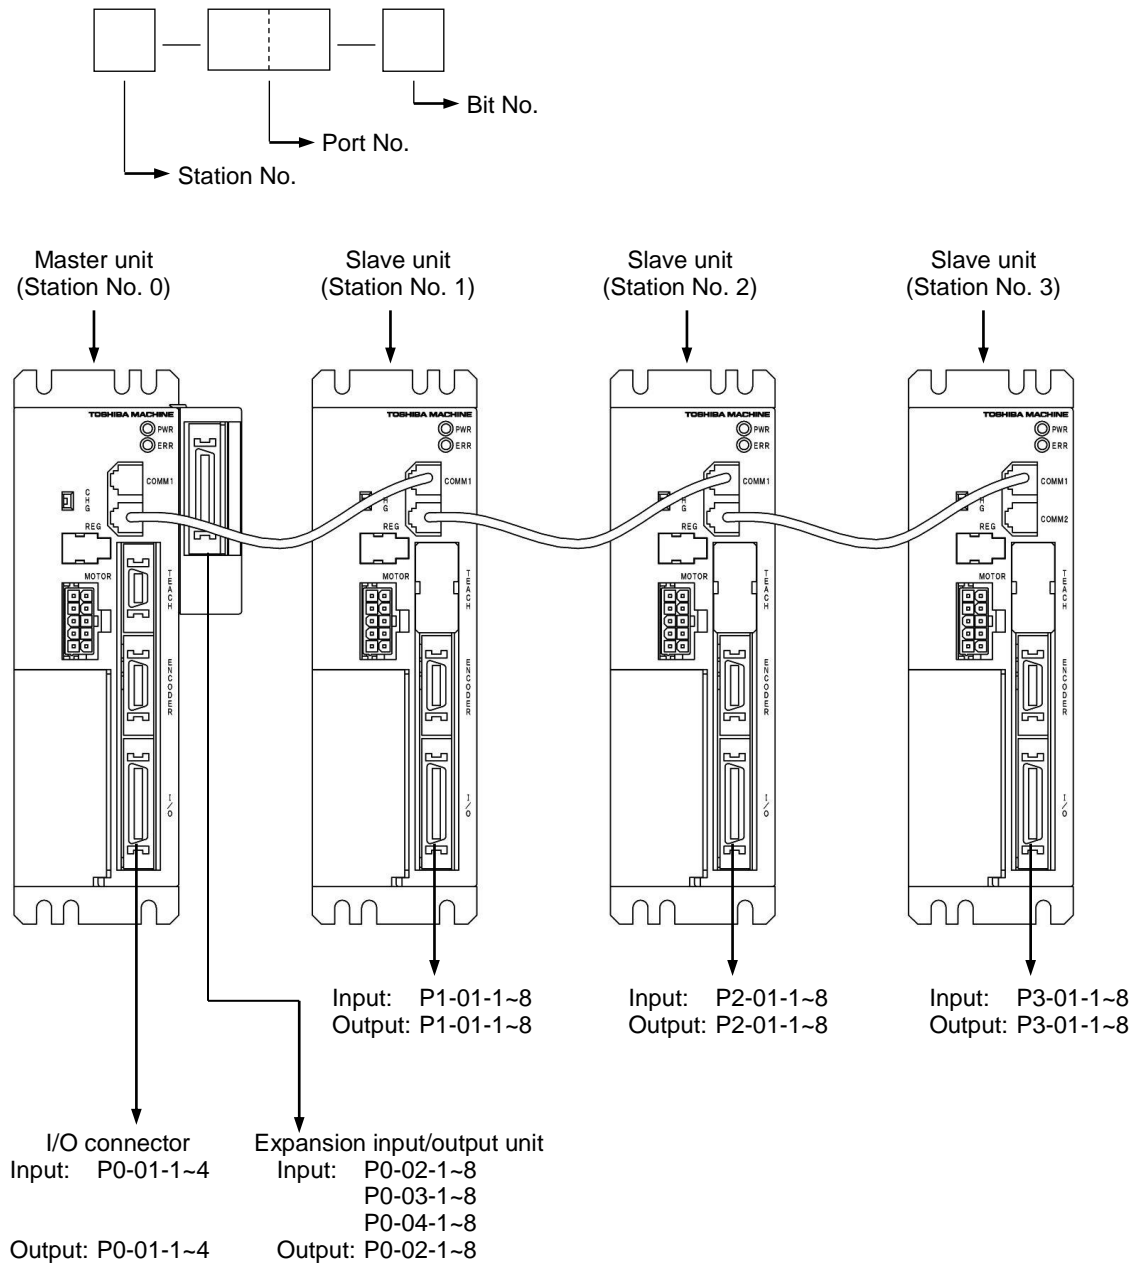 Bit No.
Port No.
Station No.
Master unit
(Station No. 0)
Slave unit
(Station No. 1)
Slave unit
(Station No. 2)
Slave unit
(Station No. 3)
TOSHIBA MACHINE
PWR
ERR
COMM1
CHG
REG
MOTOR
TEACH
ENCODER
I/O
TOSHIBA MACHINE
PWR
ERR
COMM1
HG
REG
MOTOR
TEACH
ENCODER
I/O
TOSHIBA MACHINE
PWR
ERR
COMM1
HG
REG
MOTOR
TEACH
ENCODER
I/O
TOSHIBA MACHINE
PWR
ERR
COMM1
COMM2
HG
REG
MOTOR
TEACH
ENCODER
I/O
Input: P1-01-1~8
Output: P1-01-1~8
Input: P2-01-1~8
Output: P2-01-1~8
Input: P3-01-1~8
Output: P3-01-1~8
I/O connector
Input: P0-01-1~4
Output: P0-01-1~4
Expansion input/output unit
Input: P0-02-1~8
P0-03-1~8
P0-04-1~8
Output: P0-02-1~8